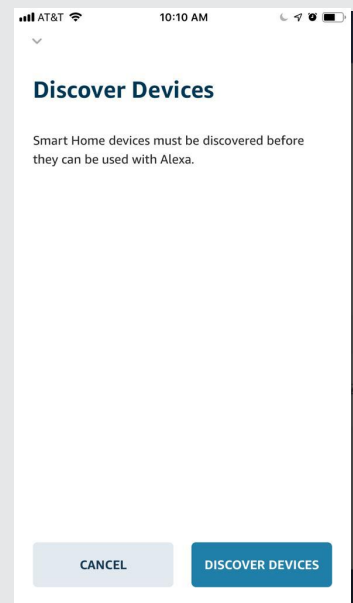 AT&T 10:10 AM
Discover Devices
Smart Home devices must be discovered before
they can be used with Alexa.
CANCEL DISCOVER DEVICES